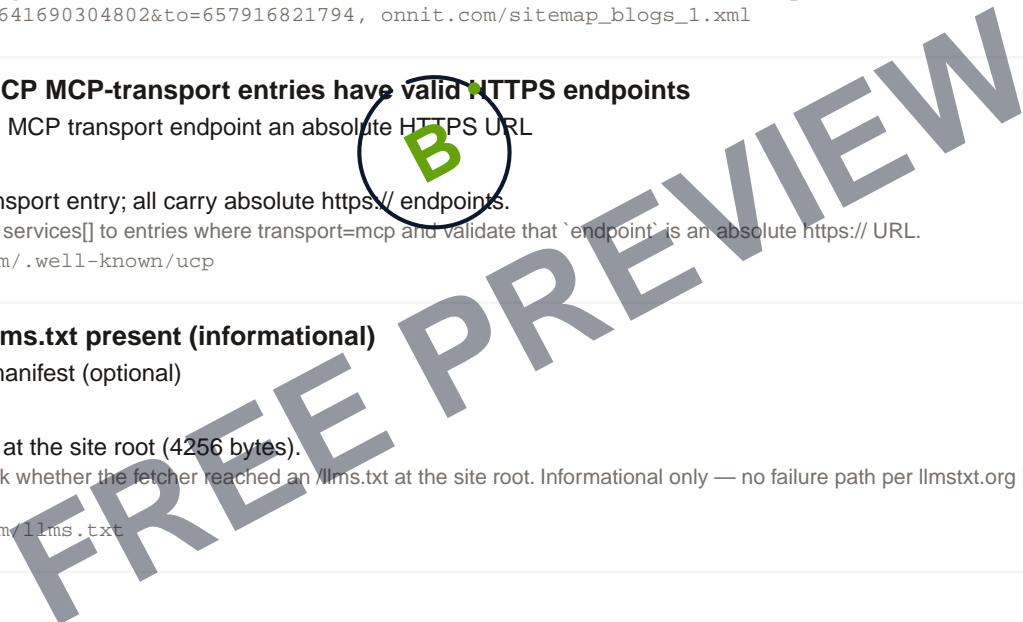 641690304802&to=657916821794, onnit.com/sitemap_blogs_1.xml
CP MCP-transport entries have valid HTTPS endpoints
MCP transport endpoint an absolute HTTPS URL
B
nsport entry; all carry absolute https:// endpoints.
services[] to entries where transport=mcp and validate that `endpoint` is an absolute https:// URL.
m/.well-known/ucp
lms.txt present (informational)
manifest (optional)
at the site root (4256 bytes).
k whether the fetcher reached an /llms.txt at the site root. Informational only — no failure path per llmstxt.org
m/llms.txt
FREE PREVIEW